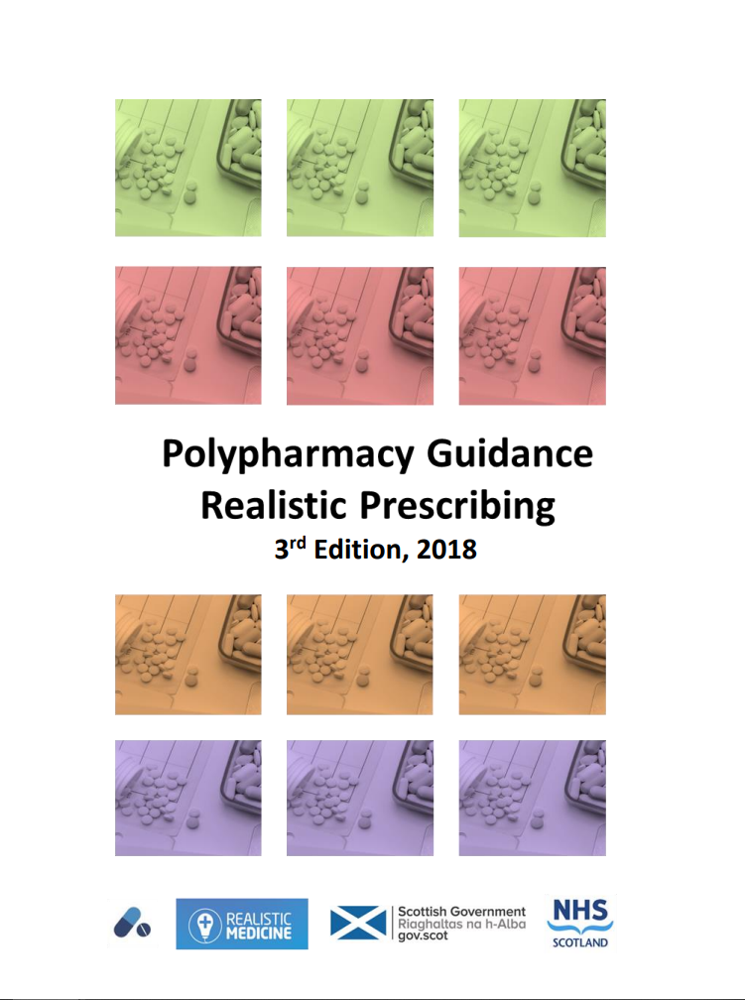 Polypharmacy Guidance
Realistic Prescribing
3rd Edition, 2018
REALISTIC
MEDICINE
Scottish Government
Riaghaltas na h-Alba
gov.scot
NHS
SCOTLAND